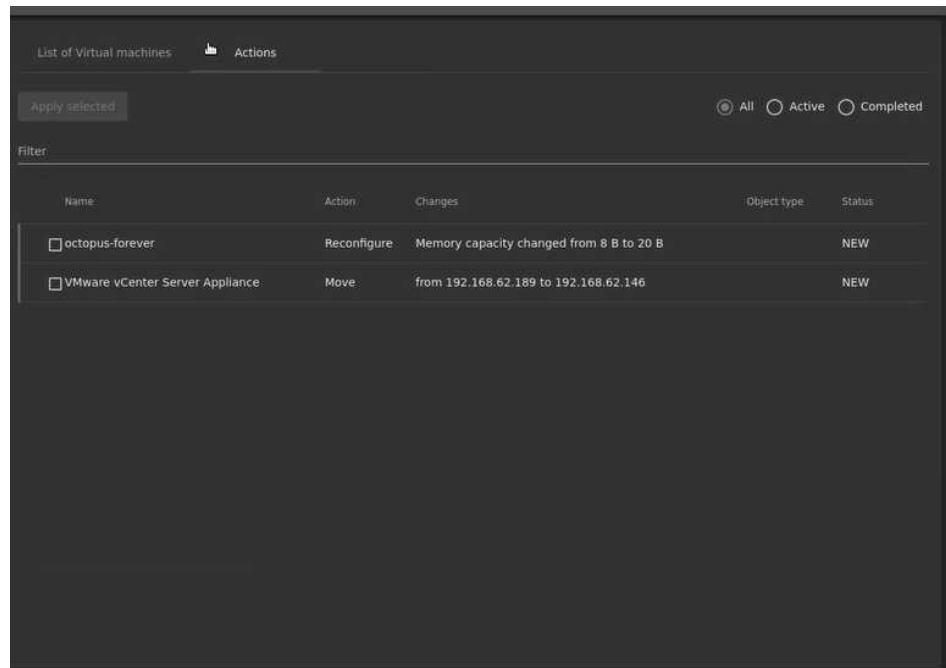 List of Virtual machines Actions
Apply selected All Active Completed
Filter
Name Action Changes Object type Status
octopus-forever Reconfigure Memory capacity changed from 8 B to 20 B NEW
VMware vCenter Server Appliance Move from 192.168.62.189 to 192.168.62.146 NEW